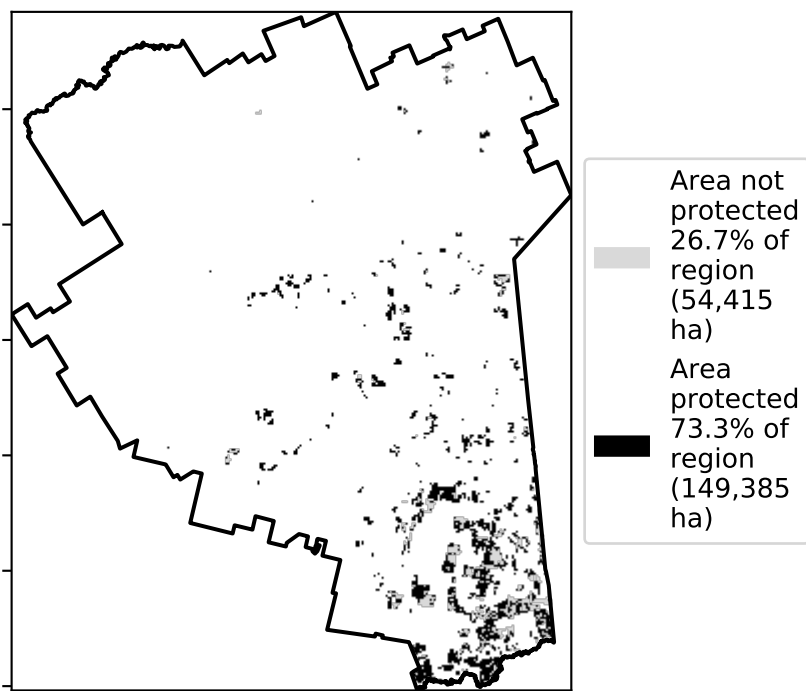 Area not
protected
26.7% of
region
(54,415
ha)
Area
protected
73.3% of
region
(149,385
ha)